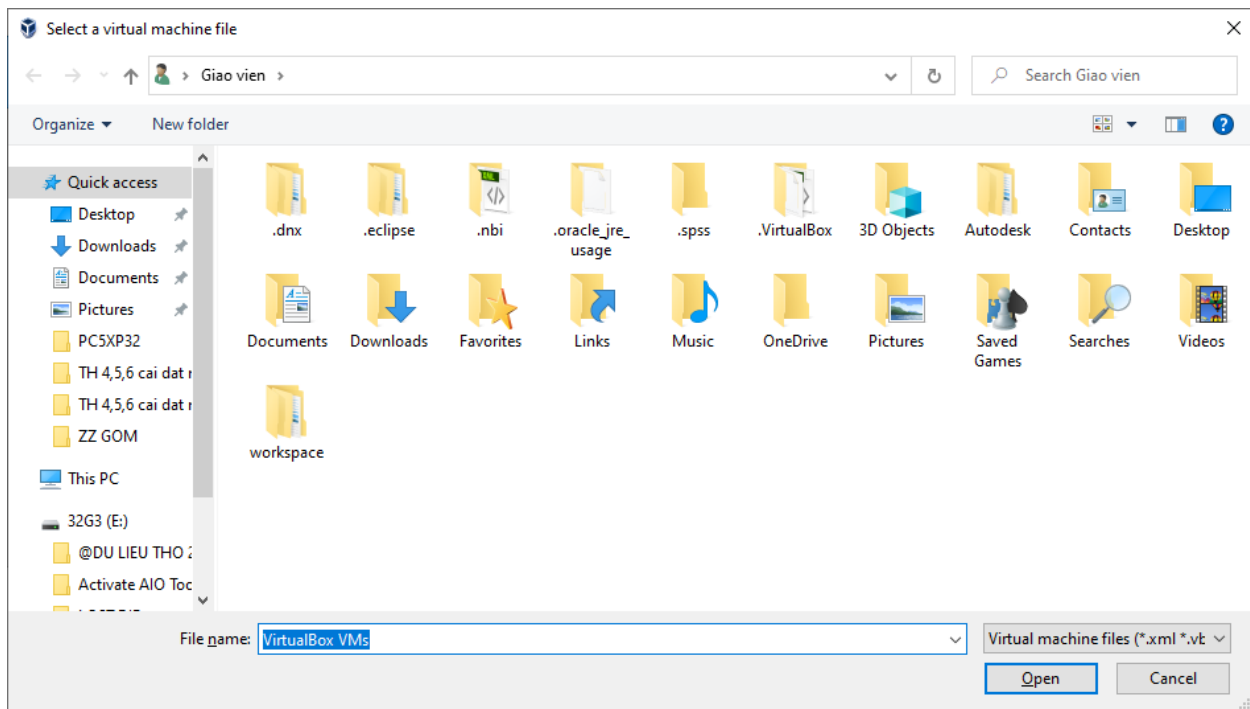 Select a virtual machine file
Giao vien
Search Giao vien
Organize
New folder
Quick access
Desktop
Downloads
Documents
Pictures
PC5XP32
TH 4,5,6 cai dat
TH 4,5,6 cai dat
ZZ GOM
This PC
32G3 (E:)
@DU LIEU THO
Activate AIO
.dnx
.eclipse
.nbi
.oracle_jre_
usage
.spss
.VirtualBox
3D Objects
Autodesk
Contacts
Desktop
Documents
Downloads
Favorites
Links
Music
OneDrive
Pictures
Saved
Games
Searches
Videos
workspace
File name:
VirtualBox VMs
Virtual machine files (*.xml
Open
Cancel